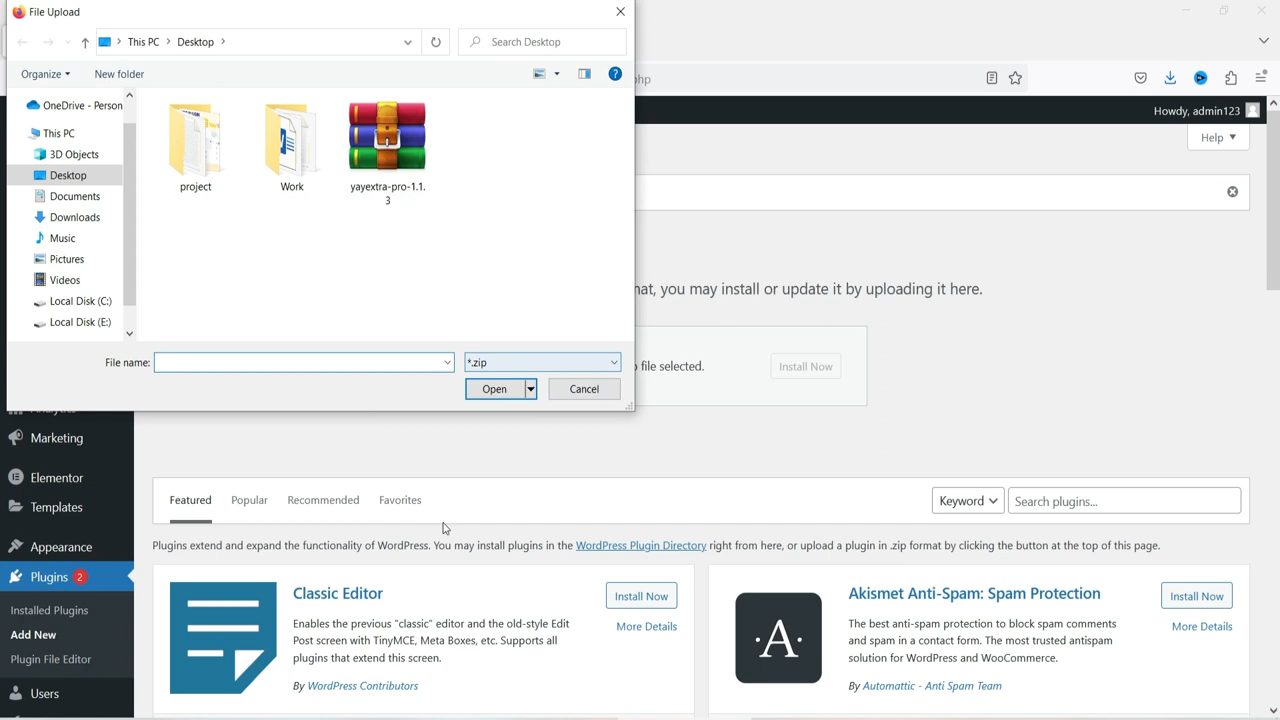 File Upload
This PC
Desktop
Search Desktop
Organize
New folder
OneDrive - Person
This PC
3D Objects
Desktop
Documents
Downloads
Music
Pictures
Videos
Local Disk (C:)
Local Disk (E:)
project
Work
yayextra-pro-1.1.
3
File name:
*.zip
Open
Cancel
hp
Howdy, admin123
Help
hat, you may install or update it by uploading it here.
file selected.
Install Now
Marketing
Elementor
Templates
Appearance
Plugins 2
Installed Plugins
Add New
Plugin File Editor
Users
Featured
Popular
Recommended
Favorites
Keyword
Search plugins...
Plugins extend and expand the functionality of WordPress. You may install plugins in the WordPress Plugin Directory right from here, or upload a plugin in .zip format by clicking the button at the top of this page.
Classic Editor
Install Now
Enables the previous "classic" editor and the old-style Edit
More Details
Post screen with TinyMCE, Meta Boxes, etc. Supports all
plugins that extend this screen.
By WordPress Contributors
·A·
Akismet Anti-Spam: Spam Protection
Install Now
The best anti-spam protection to block spam comments
More Details
and spam in a contact form. The most trusted antispam
solution for WordPress and WooCommerce.
By Automattic - Anti Spam Team